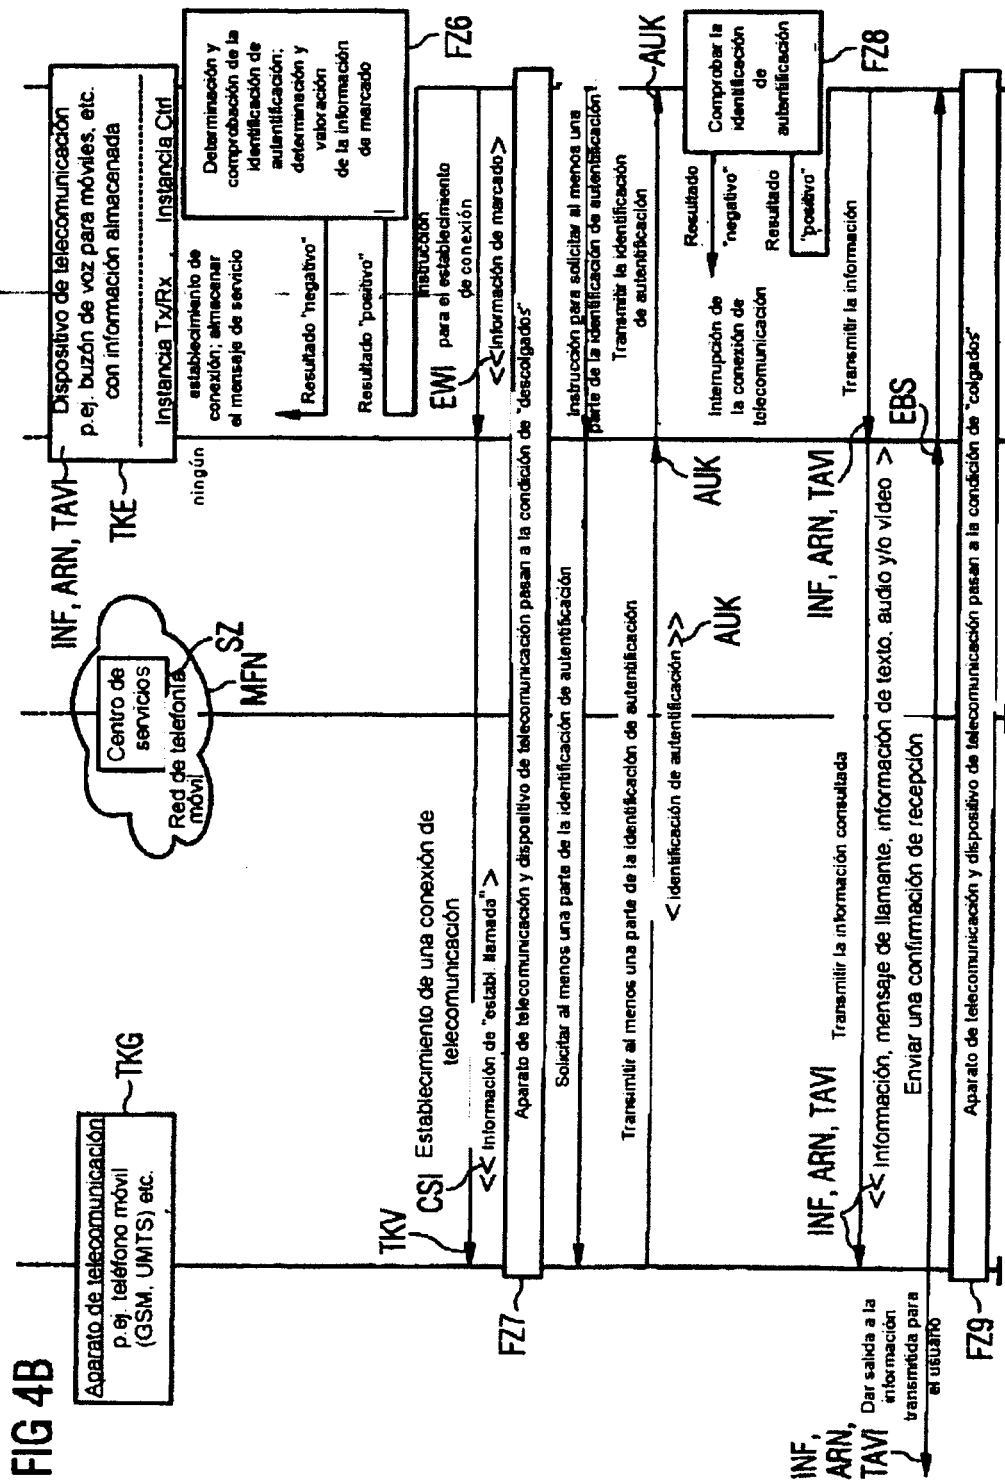 FIG 4B
Aparato de telecomunicación
p.ej. teléfono móvil
(GSM, UMTS) etc.
TKG
Centro de
servicios
Red de telefonía
móvil
SZ
MFN
INF, ARN, TAVI
TKE
Dispositivo de telecomunicación
p.ej. buzón de voz para móviles, etc.
con información almacenada
Instancia Tx/Rx
Instancia Ctrl
ningún
establecimiento de
conexión; almacenar
el mensaje de servicio
Determinación y
comprobación de la
identificación de
autentificación;
determinación y
valoración
de la información
de marcado
FZ6
Resultado "negativo"
Resultado "positivo"
Instrucción
para el establecimiento
de conexión
EWI
<<Información de marcado>
TKV
CSI
Establecimiento de una conexión de
telecomunicación
<< Información de "establ. llamada" >
FZ7
Aparato de telecomunicación y dispositivo de telecomunicación pasan a la condición de "descolgados"
Solicitar al menos una parte de la identificación de autentificación
Instrucción para solicitar al menos una
parte de la identificación de autentificación
Transmitir al menos una parte de la identificación de autentificación
< identificación de autentificación >>
AUK
AUK
Transmitir la identificación
de autentificación
AUK
Comprobar la
identificación
de
autentificación
FZ8
Resultado
"negativo"
Resultado
"positivo"
Interrupción de
la conexión de
telecomunicación
Transmitir la información
INF, ARN, TAVI
Transmitir la información consultada
INF, ARN, TAVI
<< Información, mensaje de llamante, información de texto, audio y/o vídeo >
Enviar una confirmación de recepción
EBS
INF,
ARN,
TAVI
Dar salida a la
información
transmitida para
el usuario
FZ9
Aparato de telecomunicación y dispositivo de telecomunicación pasan a la condición de "colgados"